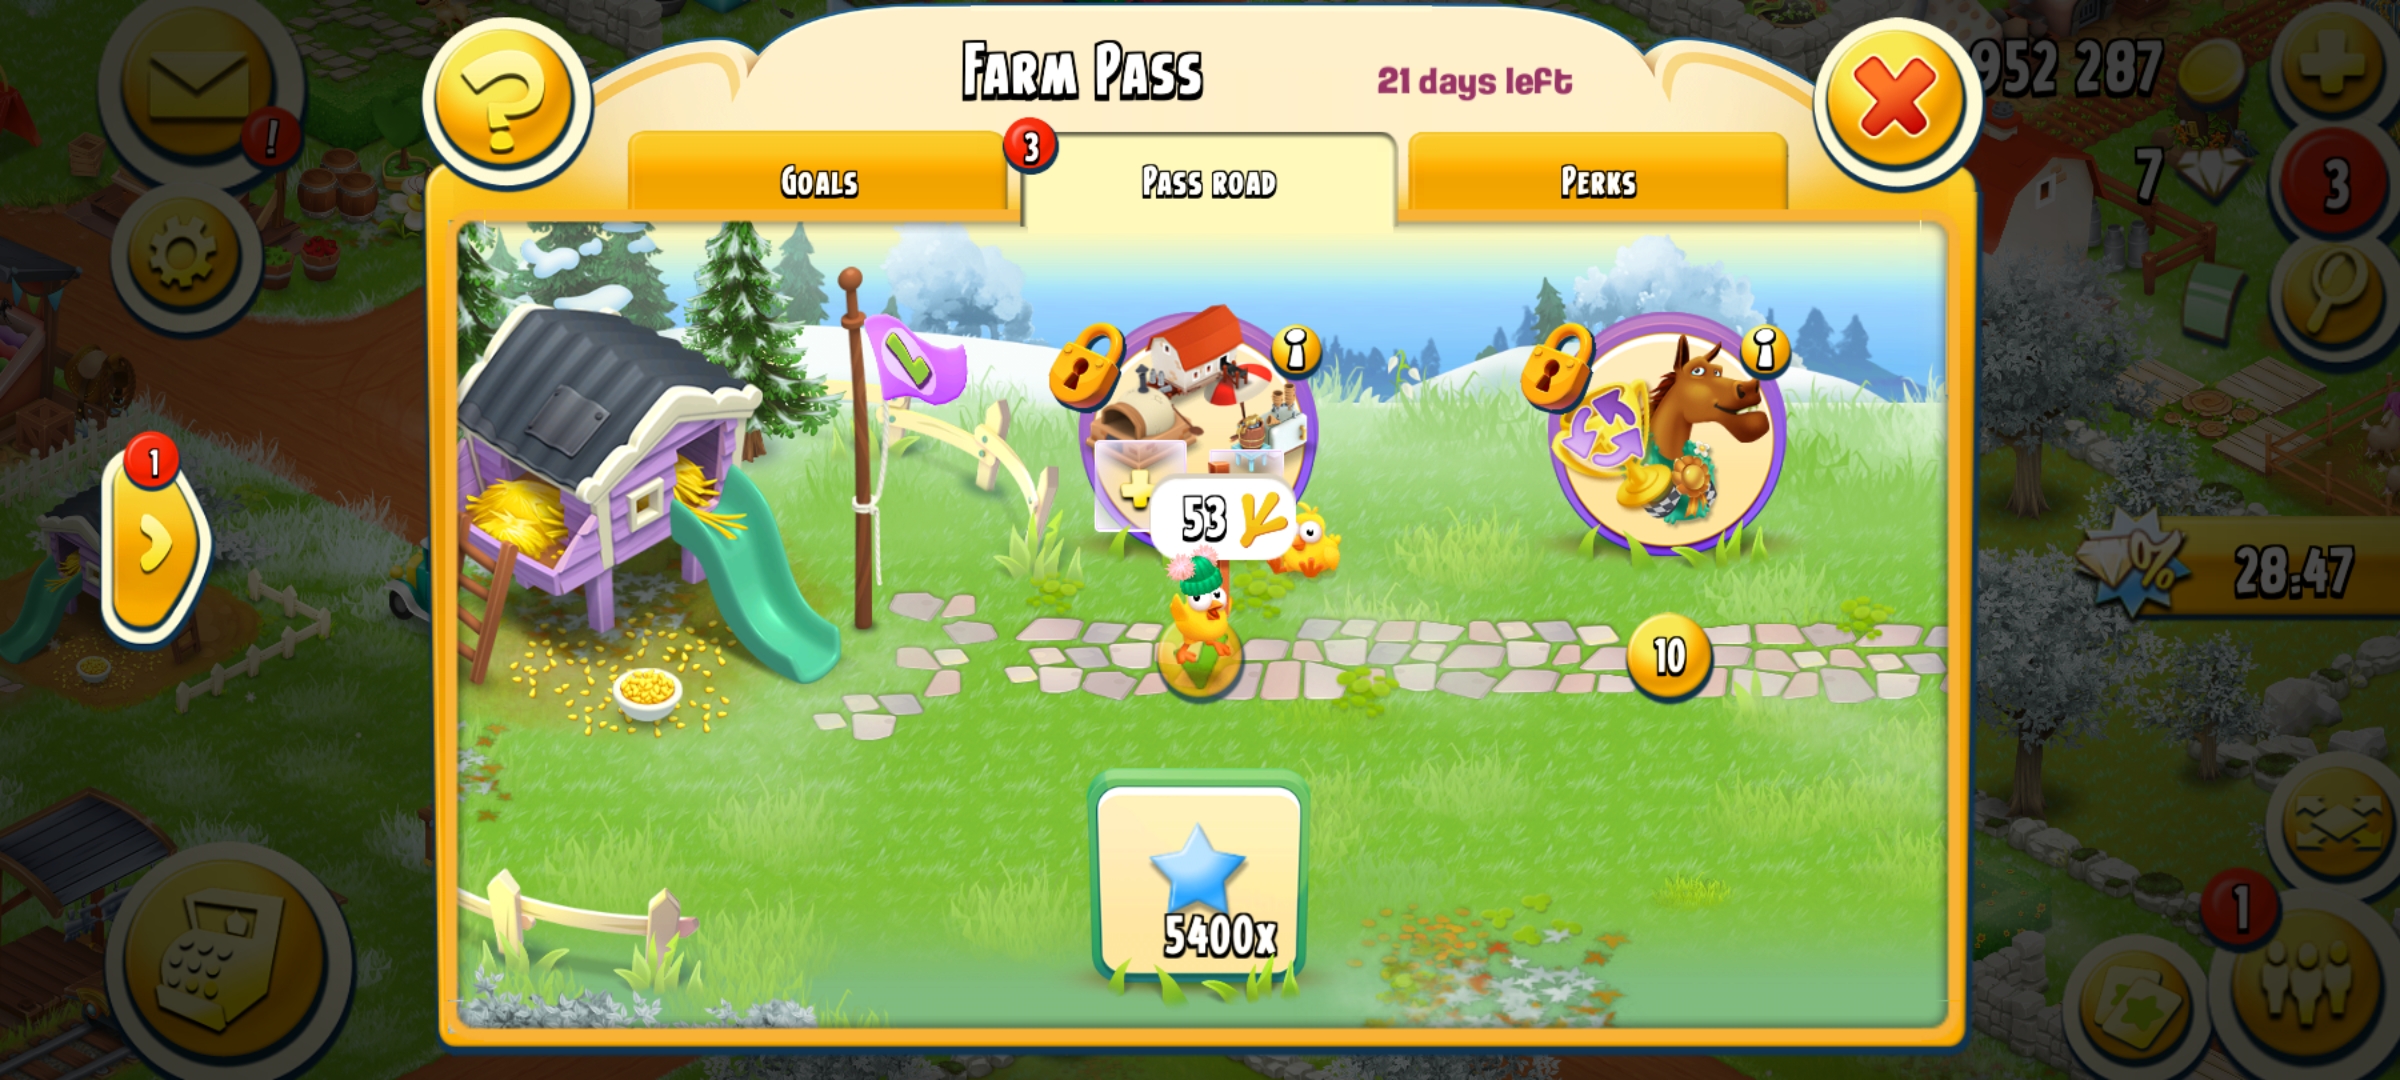 FARM PASS
21 days left
952 287
GOALS
3
PASS ROAD
PERKS
7
3
!
1
53
0%
28:47
10
5400x
1